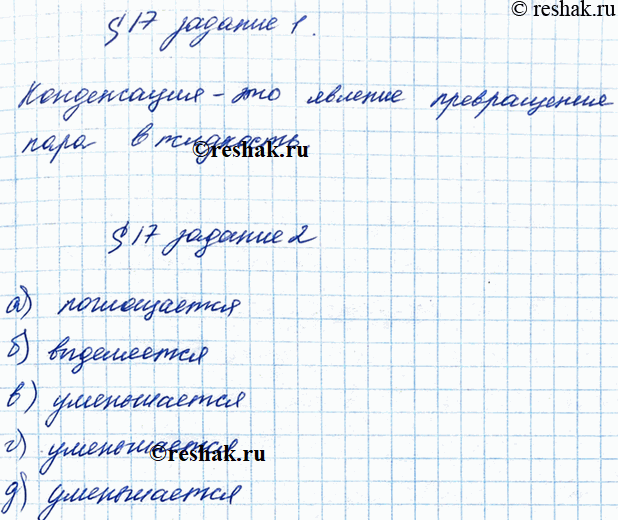 © reshak.ru
§ 17 задание 1.
Конденсация - это явление превращения
пара в жидкость
©reshak.ru
§ 17 задание 2
а) поглощается
б) выделяется
в) уменьшается
г) уменьшается
©reshak.ru
д) уменьшается